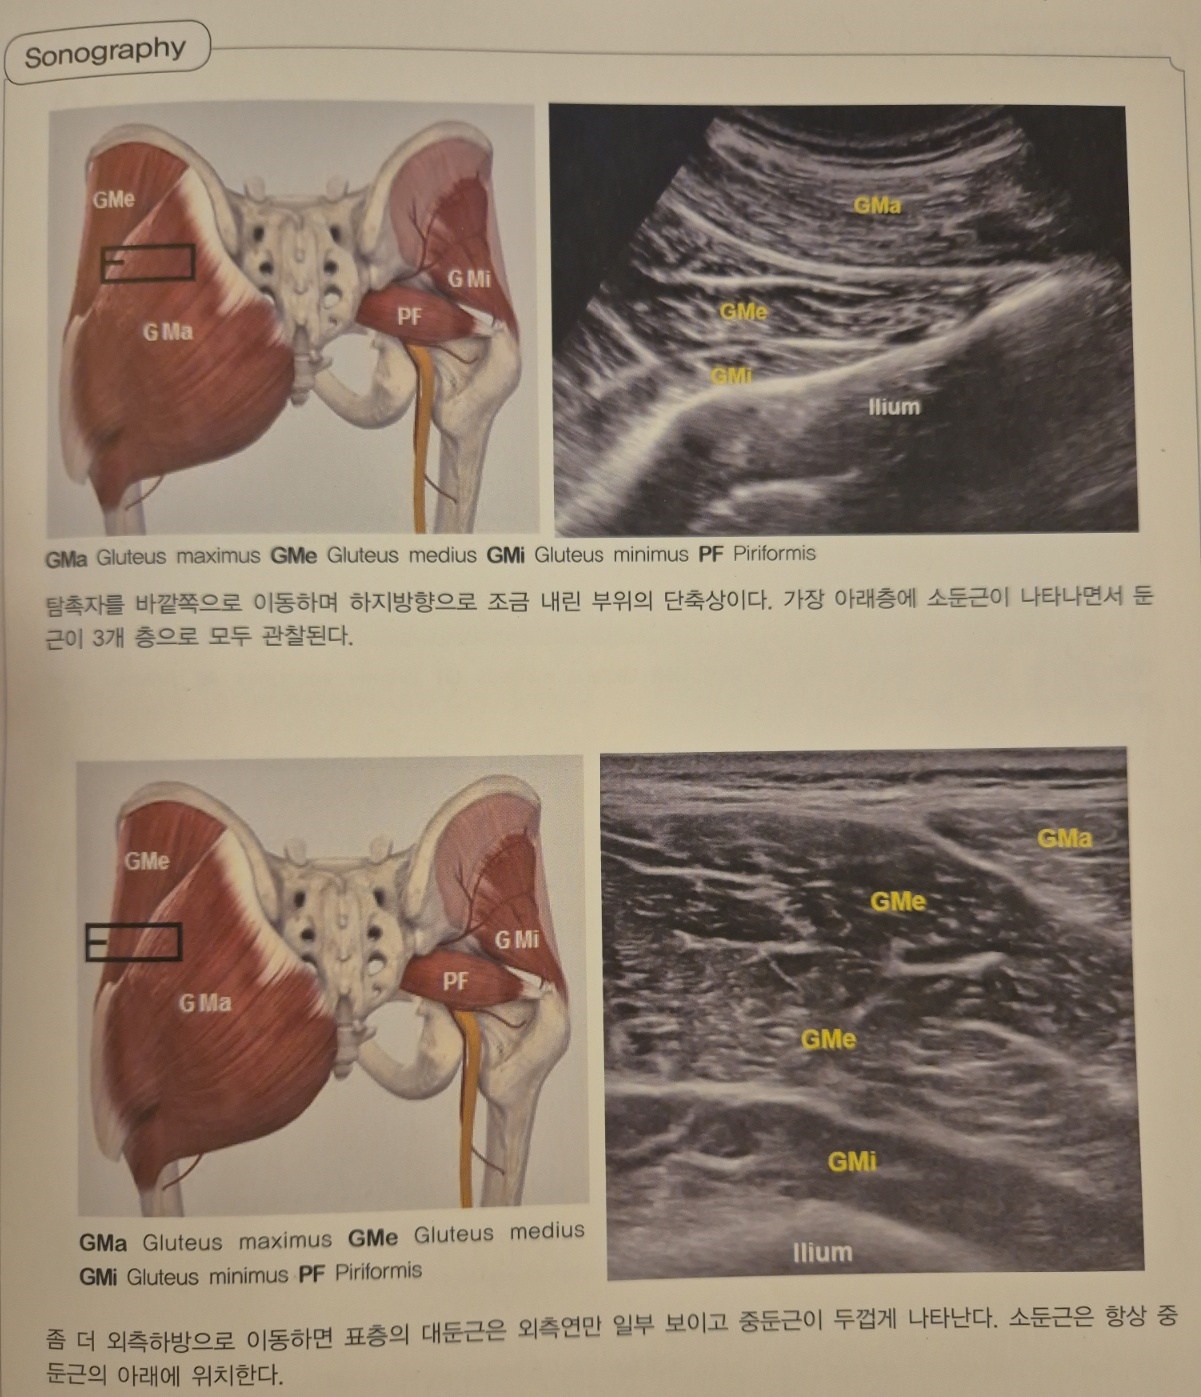 Sonography
GMe
G Ma
G Mi
PF
GMa
GMe
GMi
Ilium
GMa Gluteus maximus GMe Gluteus medius GMi Gluteus minimus PF Piriformis
탐촉자를 바깥쪽으로 이동하며 하지방향으로 조금 내린 부위의 단축상이다. 가장 아래층에 소둔근이 나타나면서 둔
근이 3개 층으로 모두 관찰된다.
GMe
G Ma
G Mi
PF
GMa
GMe
GMe
GMi
Ilium
GMa Gluteus maximus GMe Gluteus medius
GMi Gluteus minimus PF Piriformis
좀 더 외측하방으로 이동하면 표층의 대둔근은 외측연만 일부 보이고 중둔근이 두껍게 나타난다. 소둔근은 항상 중
둔근의 아래에 위치한다.